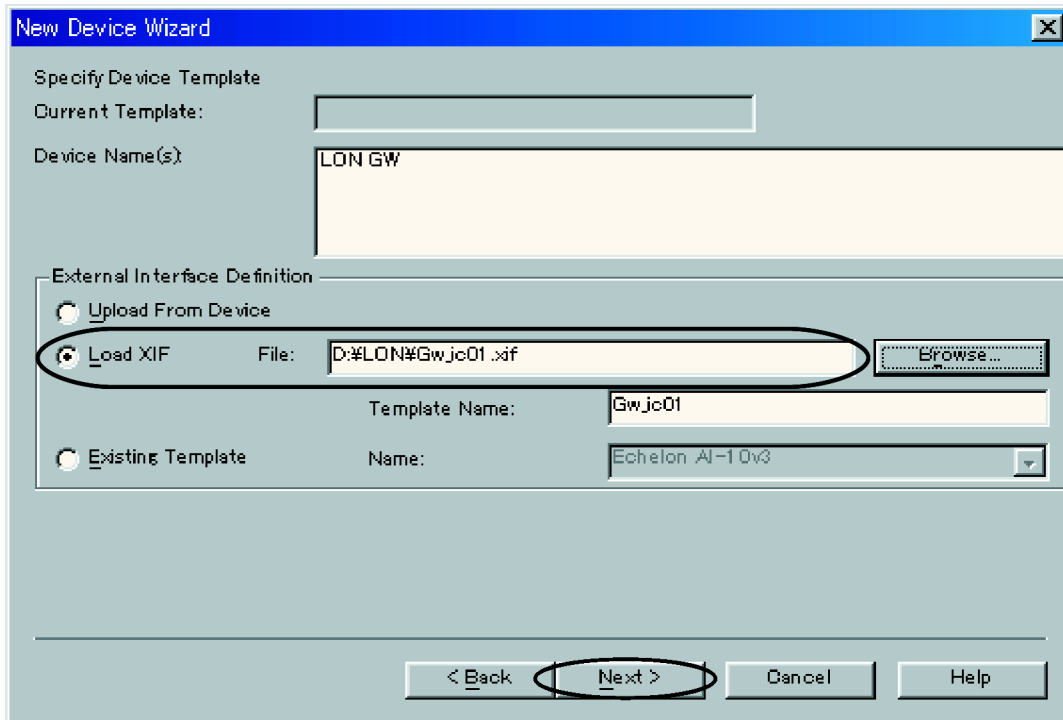 New Device Wizard
Specify Device Template
Current Template:
Device Name(s):
LON GW
External Interface Definition
Upload From Device
Load XIF File: D:¥LON¥Gwjc01.xif Browse...
Template Name: Gwjc01
Existing Template Name: Echelon AI-10v3
< Back Next > Cancel Help